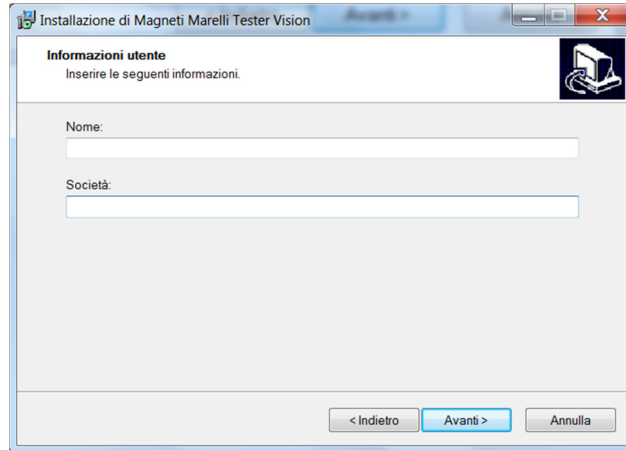 Installazione di Magneti Marelli Tester Vision
Informazioni utente
Inserire le seguenti informazioni.
Nome:
Società:
< Indietro
Avanti >
Annulla